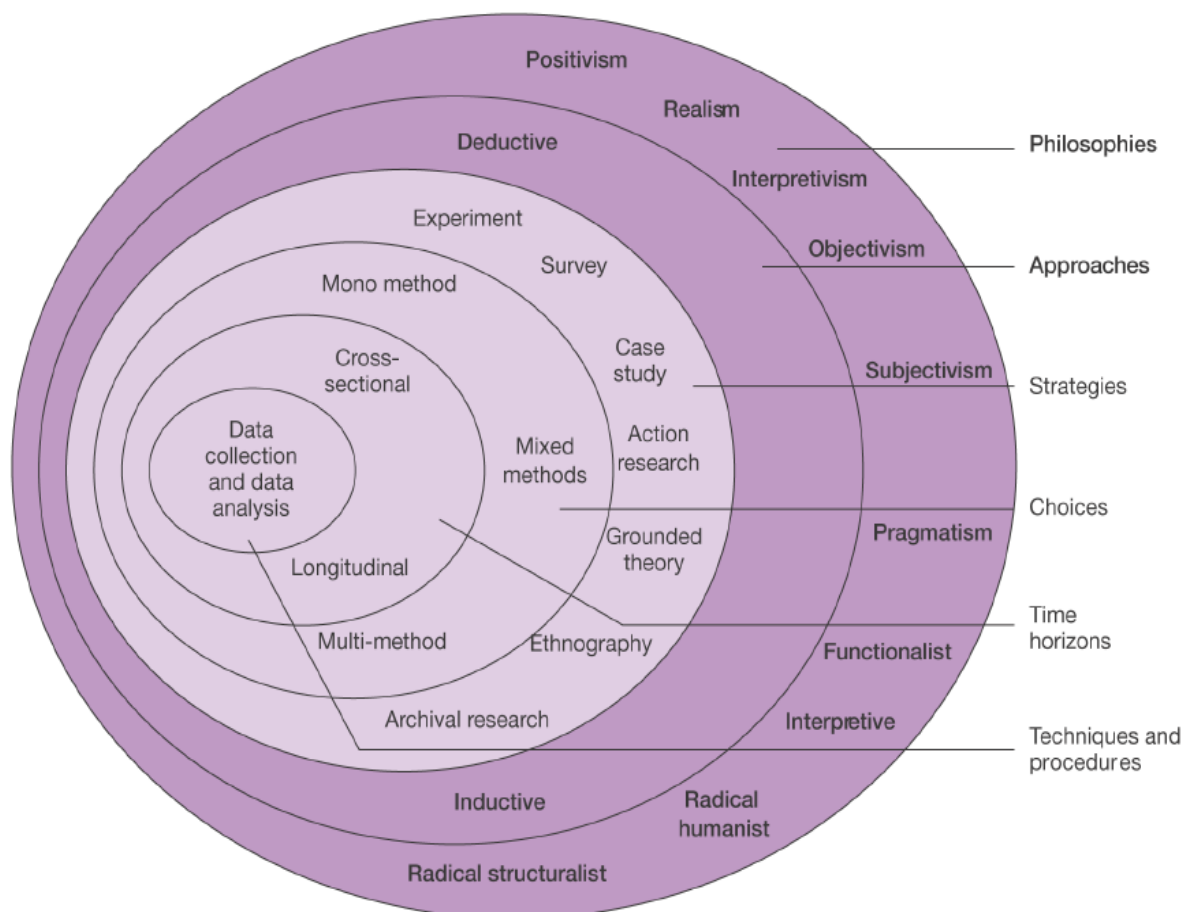 Positivism
Realism
Philosophies
Deductive
Interpretivism
Experiment
Objectivism
Survey
Approaches
Mono method
Case
study
Cross-
sectional
Subjectivism
Strategies
Data
collection
and data
analysis
Mixed
methods
Action
research
Choices
Pragmatism
Grounded
theory
Longitudinal
Time
horizons
Multi-method
Ethnography
Functionalist
Archival research
Interpretive
Techniques and
procedures
Inductive
Radical
humanist
Radical structuralist